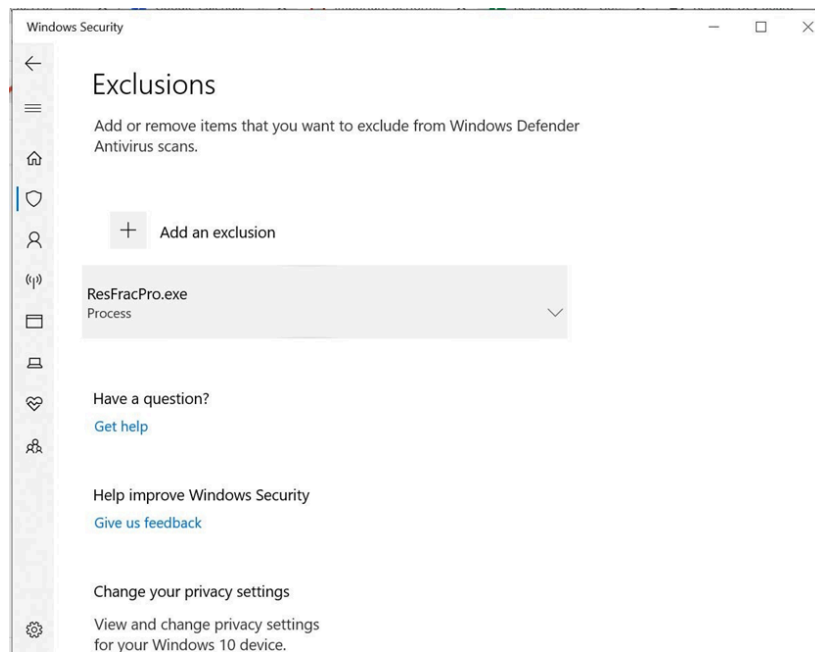 Windows Security
Exclusions
Add or remove items that you want to exclude from Windows Defender
Antivirus scans.
Add an exclusion
ResFracPro.exe
Process
Have a question?
Get help
Help improve Windows Security
Give us feedback
Change your privacy settings
View and change privacy settings
for your Windows 10 device.